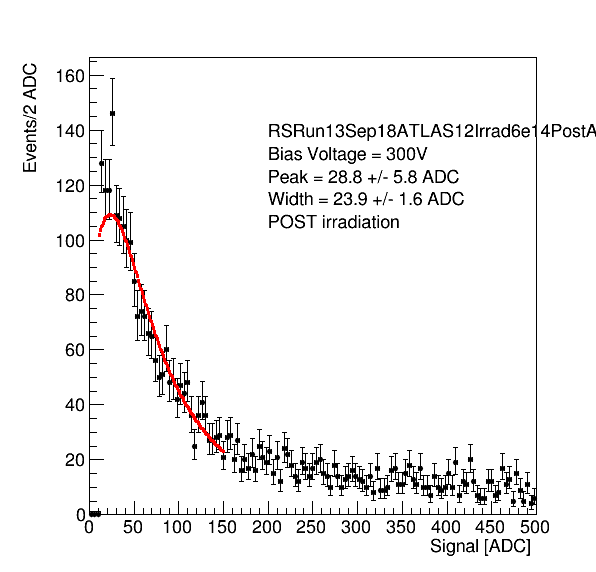 Events/2 ADC
160
140
120
100
80
60
40
20
0
RSRun13Sep18ATLAS12Irrad6e14PostA
Bias Voltage = 300V
Peak = 28.8 +/- 5.8 ADC
Width = 23.9 +/- 1.6 ADC
POST irradiation
0 50 100 150 200 250 300 350 400 450 500
Signal [ADC]